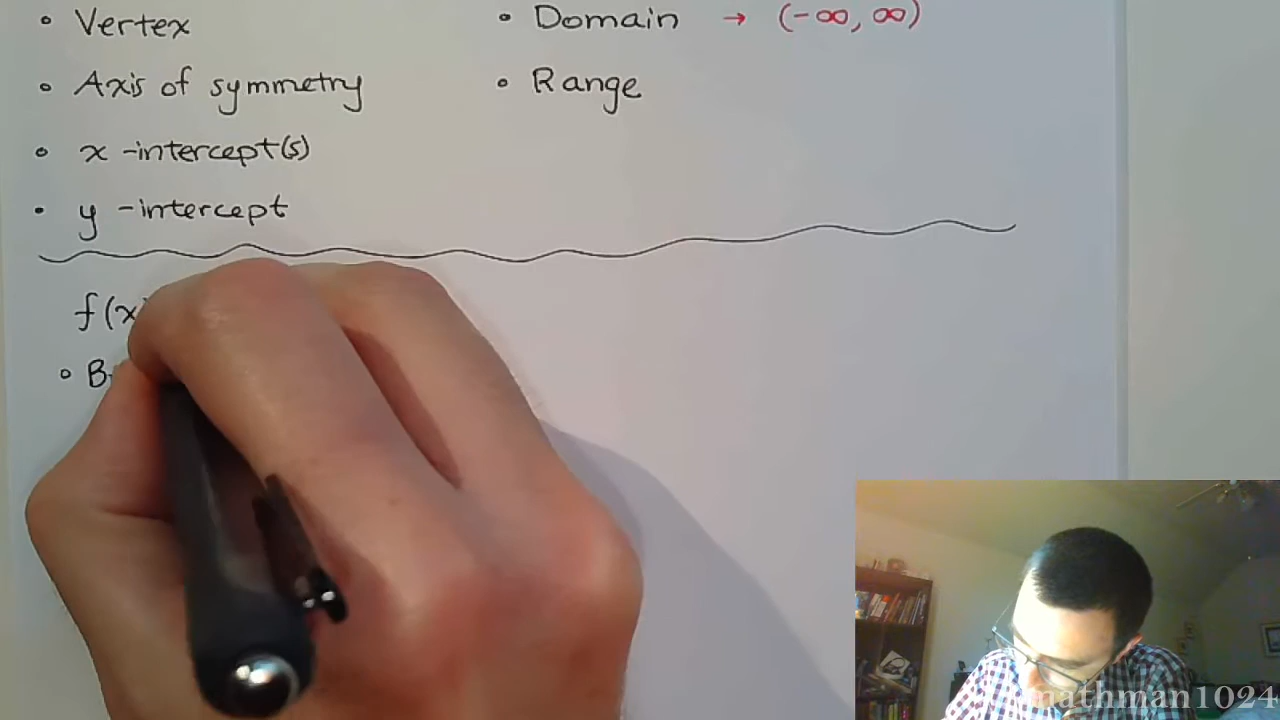 • Vertex
• Axis of symmetry
• x -intercept(s)
• y -intercept
• Domain → (-∞, ∞)
• Range
f(x)
• B
mathman1024